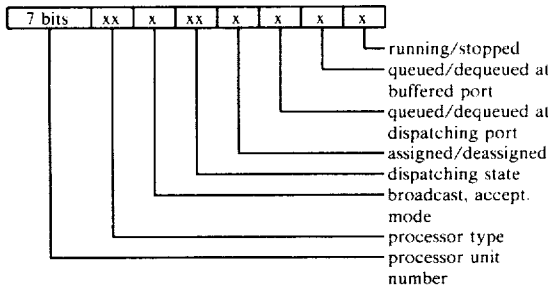 7 bits xx x xx x x x x
running/stopped
queued/dequeued at
buffered port
queued/dequeued at
dispatching port
assigned/deassigned
dispatching state
broadcast, accept.
mode
processor type
processor unit
number